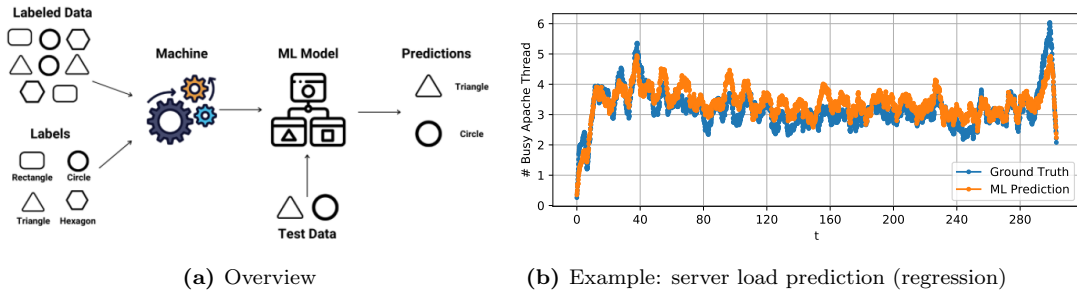 Labeled Data
Machine
ML Model
Predictions
Triangle
Circle
Labels
Rectangle Circle
Triangle Hexagon
Test Data
(a) Overview
# Busy Apache Thread
6
5
4
3
2
1
0
0 40 80 120 160 200 240 280
t
Ground Truth
ML Prediction
(b) Example: server load prediction (regression)